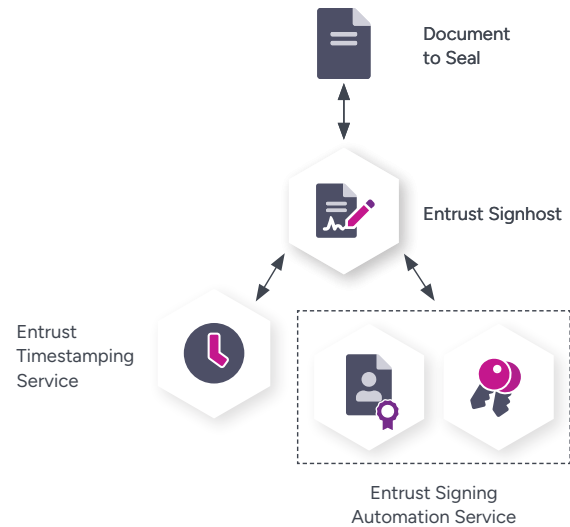 Document
to Seal
Entrust Signhost
Entrust
Timestamping
Service
Entrust Signing
Automation Service